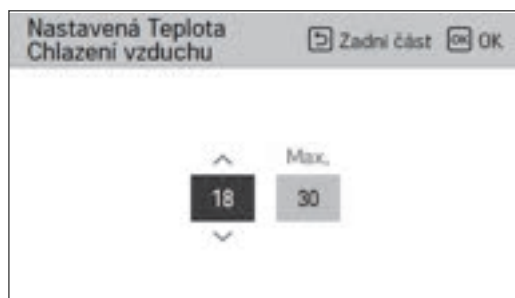 Nastavená Teplota
Chlazení vzduchu
Zadní část OK OK
Max.
18 30